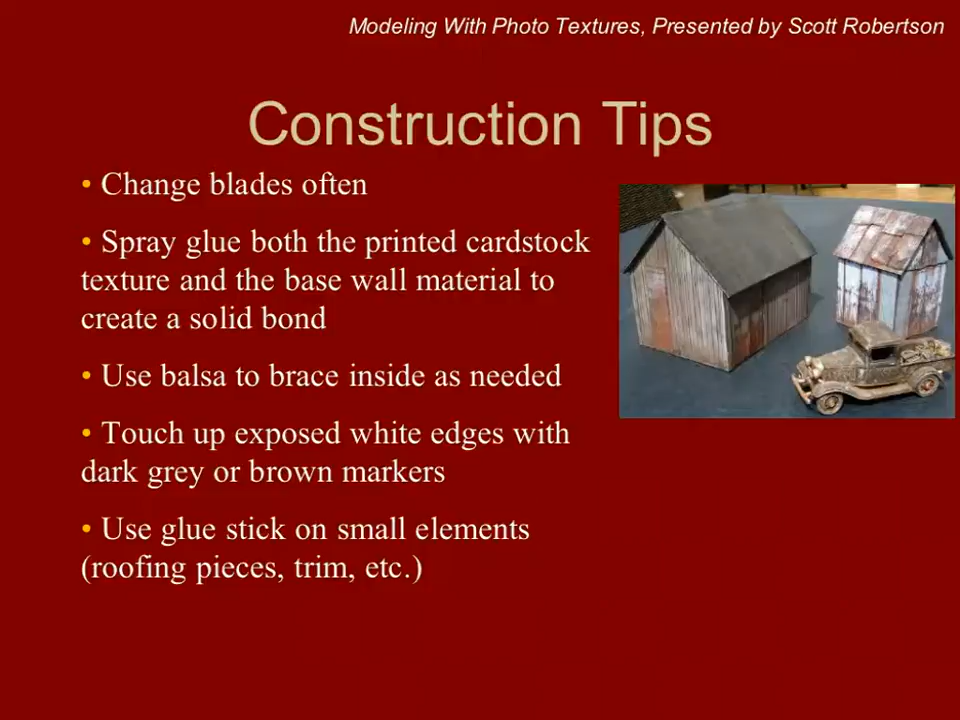 Modeling With Photo Textures, Presented by Scott Robertson
Construction Tips
• Change blades often
• Spray glue both the printed cardstock
texture and the base wall material to
create a solid bond
• Use balsa to brace inside as needed
• Touch up exposed white edges with
dark grey or brown markers
• Use glue stick on small elements
(roofing pieces, trim, etc.)